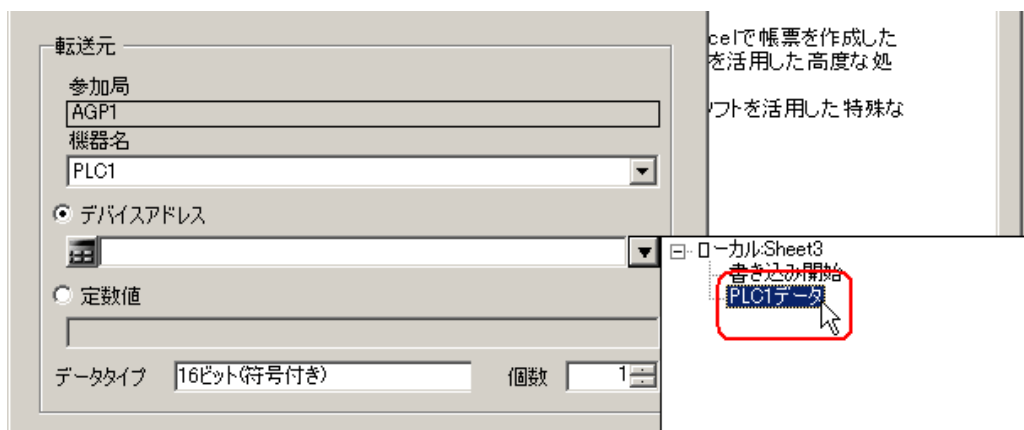 転送元
参加局
AGP1
機器名
PLC1
デバイスアドレス
定数値
データタイプ 16ビット(符号付き) 個数 1
celで帳票を作成した
を活用した高度な処
ソフトを活用した特殊な
ローカル:Sheet3
書き込み開始
PLC1データ